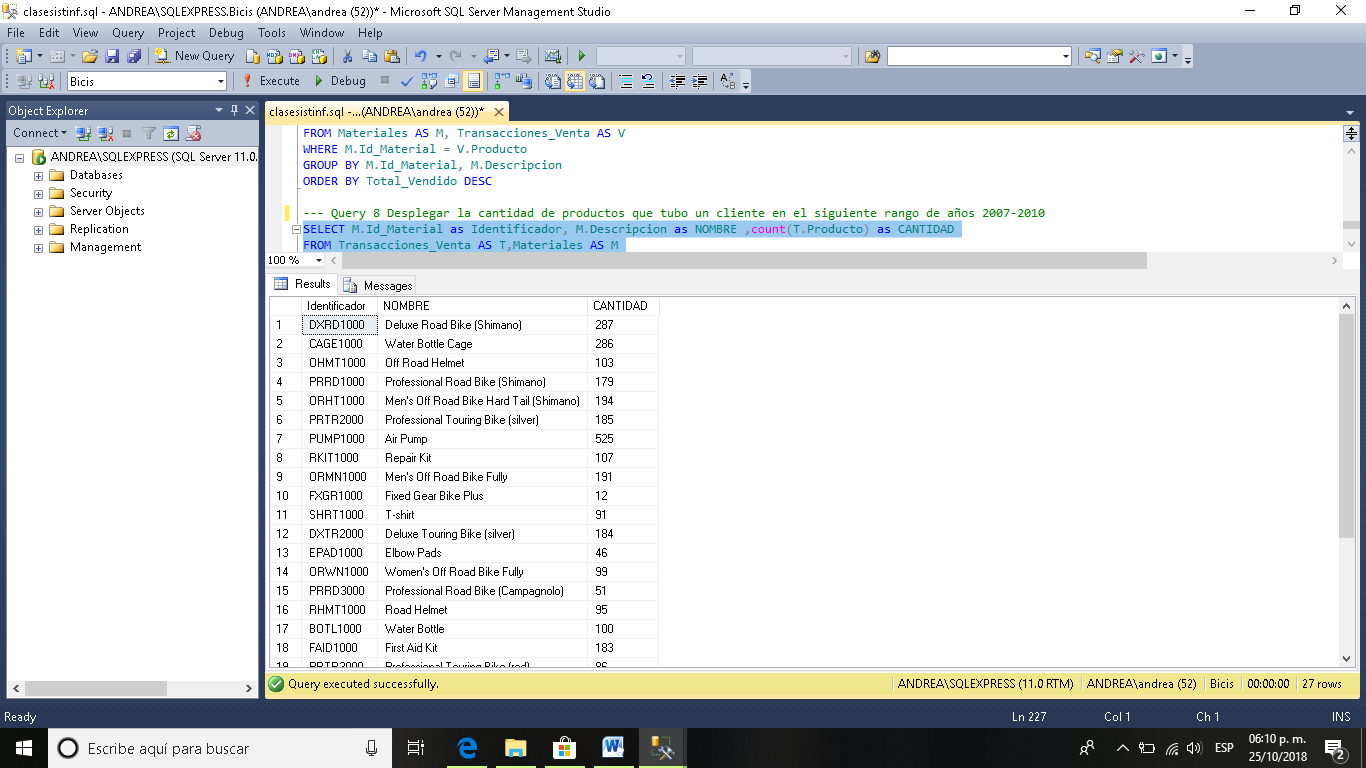 clasesistinf.sql - ANDREA\SQLEXPRESS.Bicis (ANDREA\andrea (52))* - Microsoft SQL Server Management Studio
File Edit View Query Project Debug Tools Window Help
New Query
Bicis Execute Debug
Object Explorer
Connect
ANDREA\SQLEXPRESS (SQL Server 11.0.
Databases
Security
Server Objects
Replication
Management
clasesistinf.sql -...(ANDREA\andrea (52))*
FROM Materiales AS M, Transacciones_Venta AS V
WHERE M.Id_Material = V.Producto
GROUP BY M.Id_Material, M.Descripcion
ORDER BY Total_Vendido DESC
--- Query 8 Desplegar la cantidad de productos que tubo un cliente en el siguiente rango de años 2007-2010
SELECT M.Id_Material as Identificador, M.Descripcion as NOMBRE ,count(T.Producto) as CANTIDAD
FROM Transacciones_Venta AS T,Materiales AS M
100 %
Results Messages
Identificador NOMBRE CANTIDAD
1 DXRD1000 Deluxe Road Bike (Shimano) 287
2 CAGE1000 Water Bottle Cage 286
3 OHMT1000 Off Road Helmet 103
4 PRRD1000 Professional Road Bike (Shimano) 179
5 ORHT1000 Men's Off Road Bike Hard Tail (Shimano) 194
6 PRTR2000 Professional Touring Bike (silver) 185
7 PUMP1000 Air Pump 525
8 RKIT1000 Repair Kit 107
9 ORMN1000 Men's Off Road Bike Fully 191
10 FXGR1000 Fixed Gear Bike Plus 12
11 SHRT1000 T-shirt 91
12 DXTR2000 Deluxe Touring Bike (silver) 184
13 EPAD1000 Elbow Pads 46
14 ORWN1000 Women's Off Road Bike Fully 99
15 PRRD3000 Professional Road Bike (Campagnolo) 51
16 RHMT1000 Road Helmet 95
17 BOTL1000 Water Bottle 100
18 FAID1000 First Aid Kit 183
19 PRTR3000 Professional Touring Bike (red) 86
Query executed successfully. ANDREA\SQLEXPRESS (11.0 RTM) ANDREA\andrea (52) Bicis 00:00:00 27 rows
Ready Ln 227 Col 1 Ch 1 INS
Escribe aquí para buscar
ESP
06:10 p. m.
25/10/2018
2